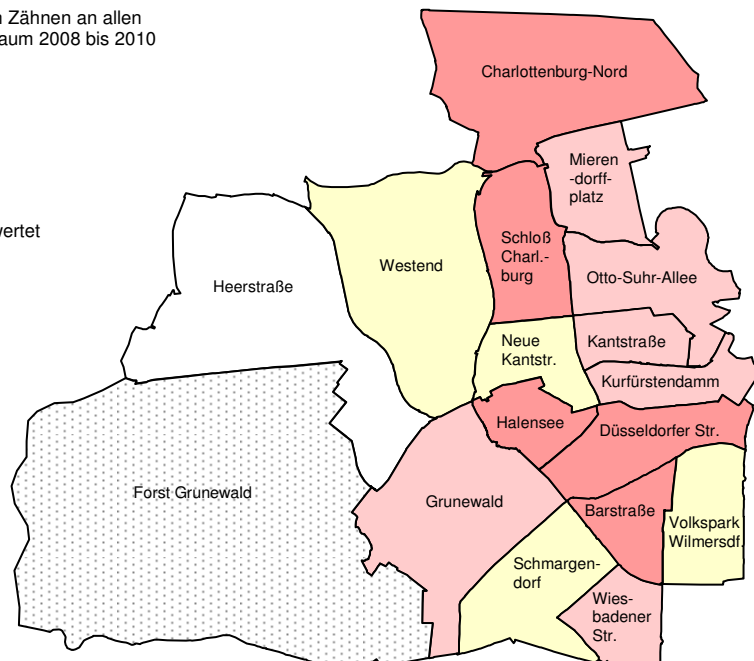 n Zähnen an allen
aum 2008 bis 2010
Charlottenburg-Nord
Mieren
-dorff-
platz
wertet
Schloß
Charl.-
burg
Westend
Otto-Suhr-Allee
Heerstraße
Neue
Kantstr.
Kantstraße
Kurfürstendamm
Halensee
Düsseldorfer Str.
Forst Grunewald
Grunewald
Barstraße
Volkspark
Wilmersdf.
Schmargen-
dorf
Wies-
badener
Str.